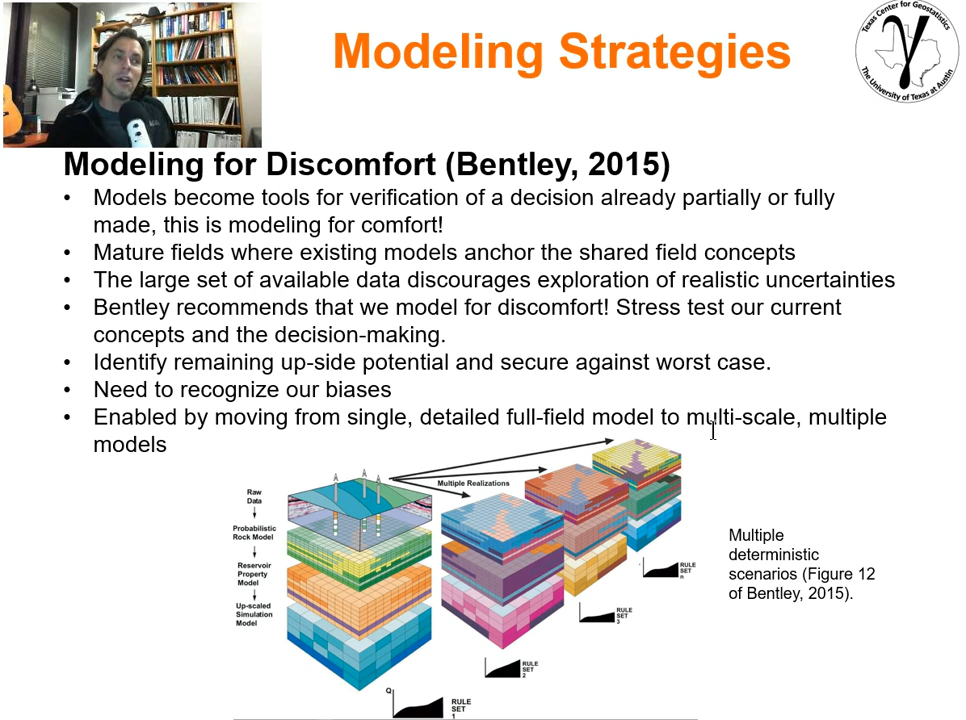 Modeling Strategies
Texas Center for Geostatistics
The University of Texas at Austin
Modeling for Discomfort (Bentley, 2015)
• Models become tools for verification of a decision already partially or fully
made, this is modeling for comfort!
• Mature fields where existing models anchor the shared field concepts
• The large set of available data discourages exploration of realistic uncertainties
• Bentley recommends that we model for discomfort! Stress test our current
concepts and the decision-making.
• Identify remaining up-side potential and secure against worst case.
• Need to recognize our biases
• Enabled by moving from single, detailed full-field model to multi-scale, multiple
models
Multiple Realizations
Raw
Data
Probabilistic
Rock Model
Reservoir
Property
Model
Up-scaled
Simulation
Model
Multiple
deterministic
scenarios (Figure 12
of Bentley, 2015).
RULE
SET
n
RULE
SET
3
RULE
SET
2
Q
RULE
SET
1